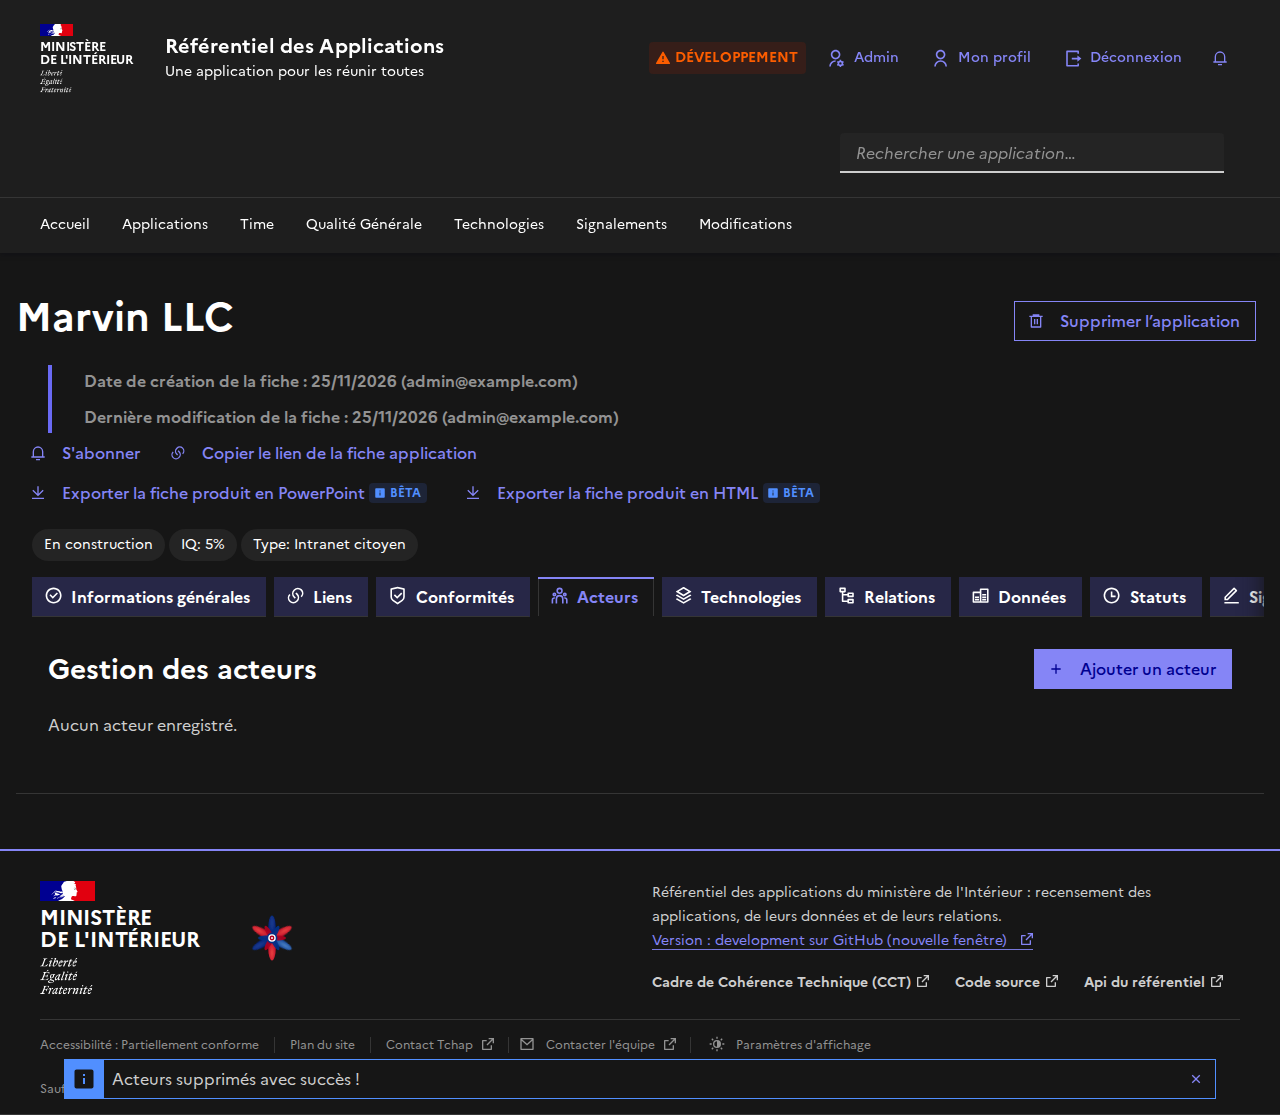 MINISTÈRE
DE L'INTÉRIEUR
Liberté
Égalité
Fraternité
Référentiel des Applications
Une application pour les réunir toutes
DÉVELOPPEMENT
Admin
Mon profil
Déconnexion
Rechercher une application...
Accueil
Applications
Time
Qualité Générale
Technologies
Signalements
Modifications
Marvin LLC
Supprimer l’application
Date de création de la fiche : 25/11/2026 (admin@example.com)
Dernière modification de la fiche : 25/11/2026 (admin@example.com)
S'abonner
Copier le lien de la fiche application
Exporter la fiche produit en PowerPoint BÊTA
Exporter la fiche produit en HTML BÊTA
En construction
IQ: 5%
Type: Intranet citoyen
Informations générales
Liens
Conformités
Acteurs
Technologies
Relations
Données
Statuts
Gestion des acteurs
Ajouter un acteur
Aucun acteur enregistré.
MINISTÈRE
DE L'INTÉRIEUR
Liberté
Égalité
Fraternité
Référentiel des applications du ministère de l'Intérieur : recensement des
applications, de leurs données et de leurs relations.
Version : development sur GitHub (nouvelle fenêtre)
Cadre de Cohérence Technique (CCT)
Code source
Api du référentiel
Accessibilité : Partiellement conforme
Plan du site
Contact Tchap
Contacter l'équipe
Paramètres d'affichage
Acteurs supprimés avec succès !